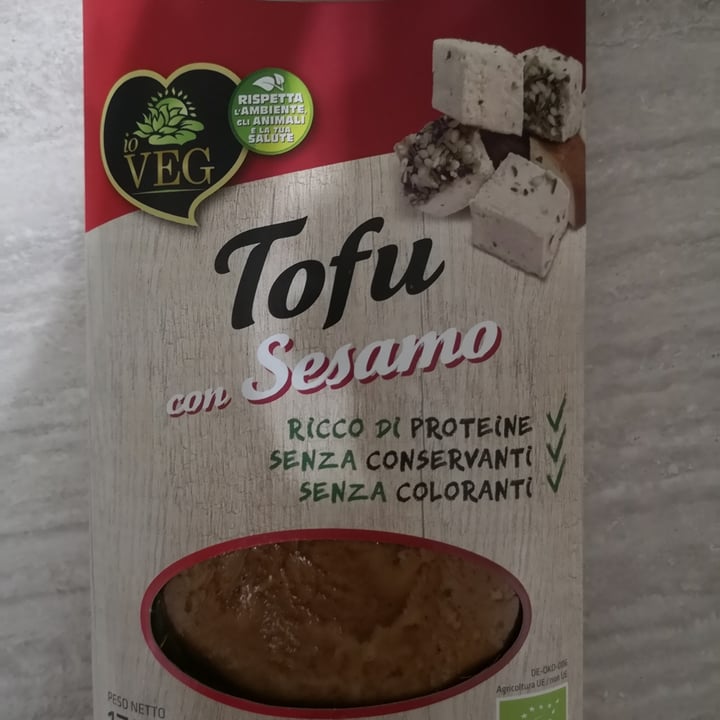 io
VEG
RISPETTA
L'AMBIENTE,
GLI ANIMALI
E LA TUA
SALUTE
Tofu
con Sesamo
RICCO DI PROTEINE
SENZA CONSERVANTI
SENZA COLORANTI
DE-ÖKO-006
Agricoltura UE / non UE
PESO NETTO